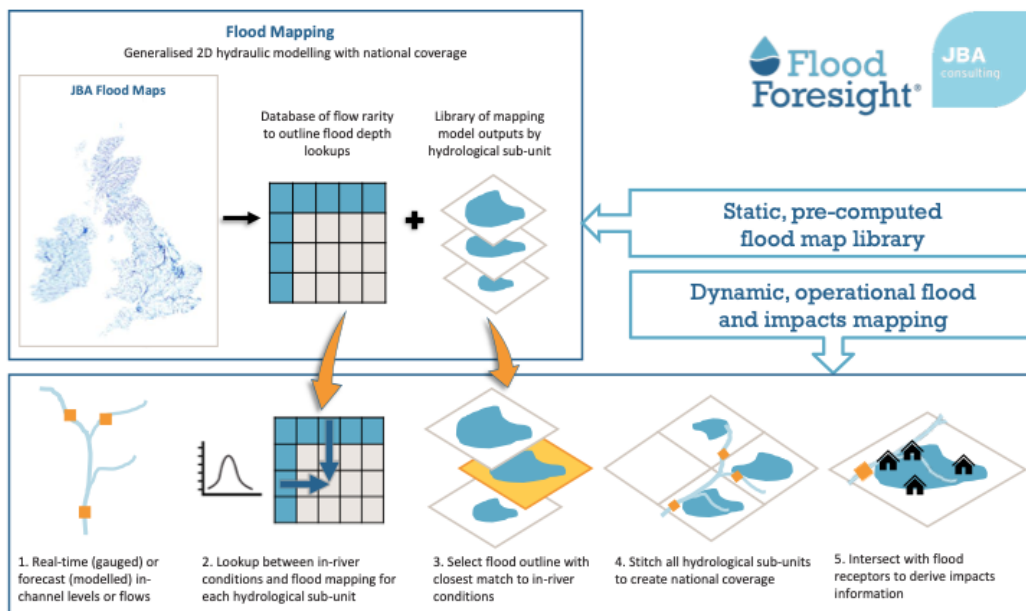 Flood Mapping
Generalised 2D hydraulic modelling with national coverage
JBA Flood Maps
Database of flow rarity
to outline flood depth
lookups
Library of mapping
model outputs by
hydrological sub-unit
Flood
Foresight®
JBA
consulting
Static, pre-computed
flood map library
Dynamic, operational flood
and impacts mapping
1. Real-time (gauged) or
forecast (modelled) in-
channel levels or flows
2. Lookup between in-river
conditions and flood mapping for
each hydrological sub-unit
3. Select flood outline with
closest match to in-river
conditions
4. Stitch all hydrological sub-units
to create national coverage
5. Intersect with flood
receptors to derive impacts
information